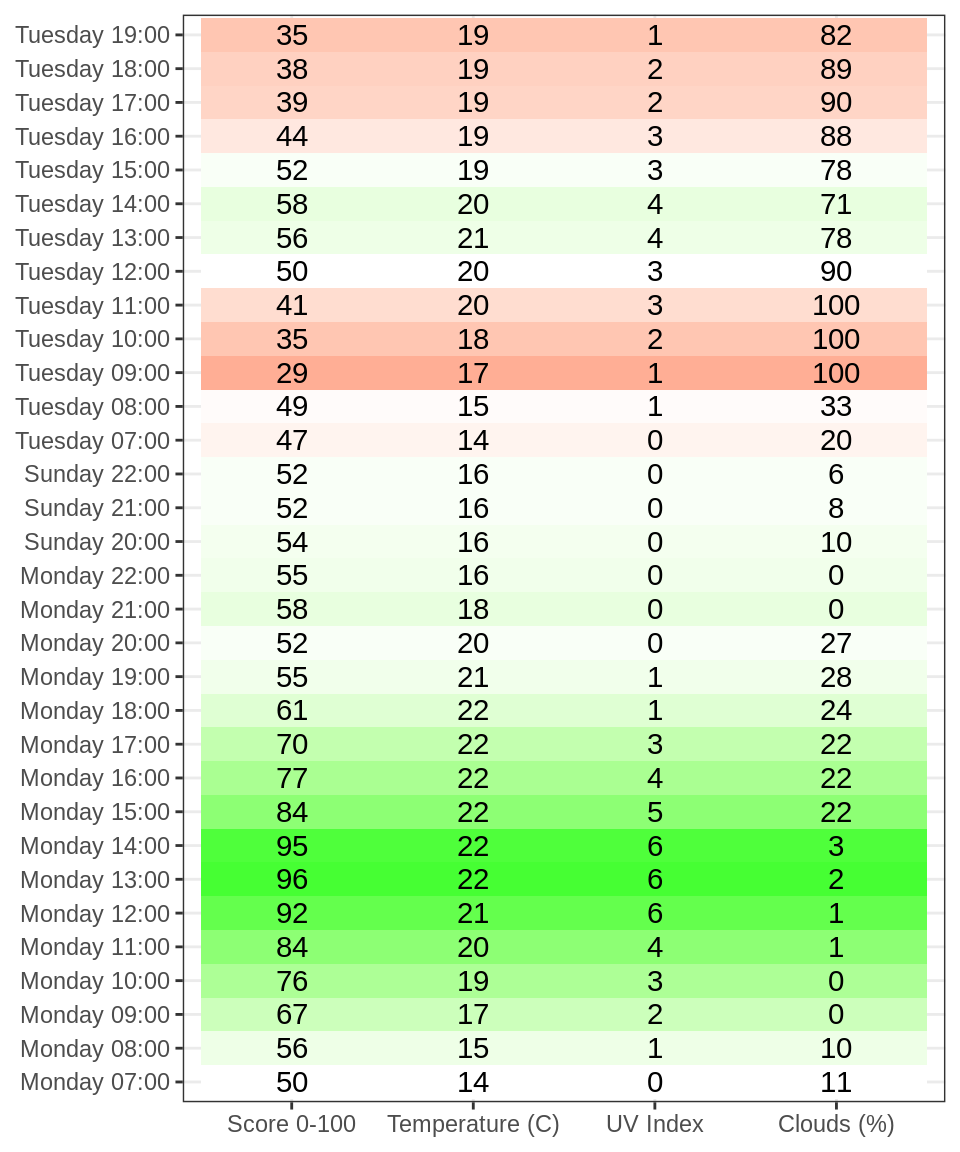 Tuesday 19:00 35 19 1 82
Tuesday 18:00 38 19 2 89
Tuesday 17:00 39 19 2 90
Tuesday 16:00 44 19 3 88
Tuesday 15:00 52 19 3 78
Tuesday 14:00 58 20 4 71
Tuesday 13:00 56 21 4 78
Tuesday 12:00 50 20 3 90
Tuesday 11:00 41 20 3 100
Tuesday 10:00 35 18 2 100
Tuesday 09:00 29 17 1 100
Tuesday 08:00 49 15 1 33
Tuesday 07:00 47 14 0 20
Sunday 22:00 52 16 0 6
Sunday 21:00 52 16 0 8
Sunday 20:00 54 16 0 10
Monday 22:00 55 16 0 0
Monday 21:00 58 18 0 0
Monday 20:00 52 20 0 27
Monday 19:00 55 21 1 28
Monday 18:00 61 22 1 24
Monday 17:00 70 22 3 22
Monday 16:00 77 22 4 22
Monday 15:00 84 22 5 22
Monday 14:00 95 22 6 3
Monday 13:00 96 22 6 2
Monday 12:00 92 21 6 1
Monday 11:00 84 20 4 1
Monday 10:00 76 19 3 0
Monday 09:00 67 17 2 0
Monday 08:00 56 15 1 10
Monday 07:00 50 14 0 11
Score 0-100 Temperature (C) UV Index Clouds (%)